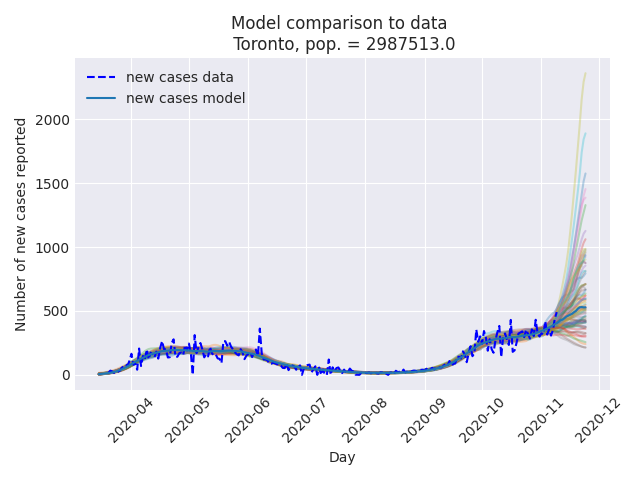 Model comparison to data
Toronto, pop. = 2987513.0
new cases data
new cases model
Number of new cases reported
2000
1500
1000
500
0
2020-04
2020-05
2020-06
2020-07
2020-08
2020-09
2020-10
2020-11
2020-12
Day